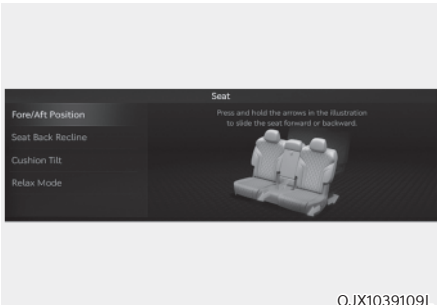 Seat
Fore/Aft Position
Press and hold the arrows in the illustration
to slide the seat forward or backward.
Seat Back Recline
Cushion Tilt
Relax Mode
OJX1039109L